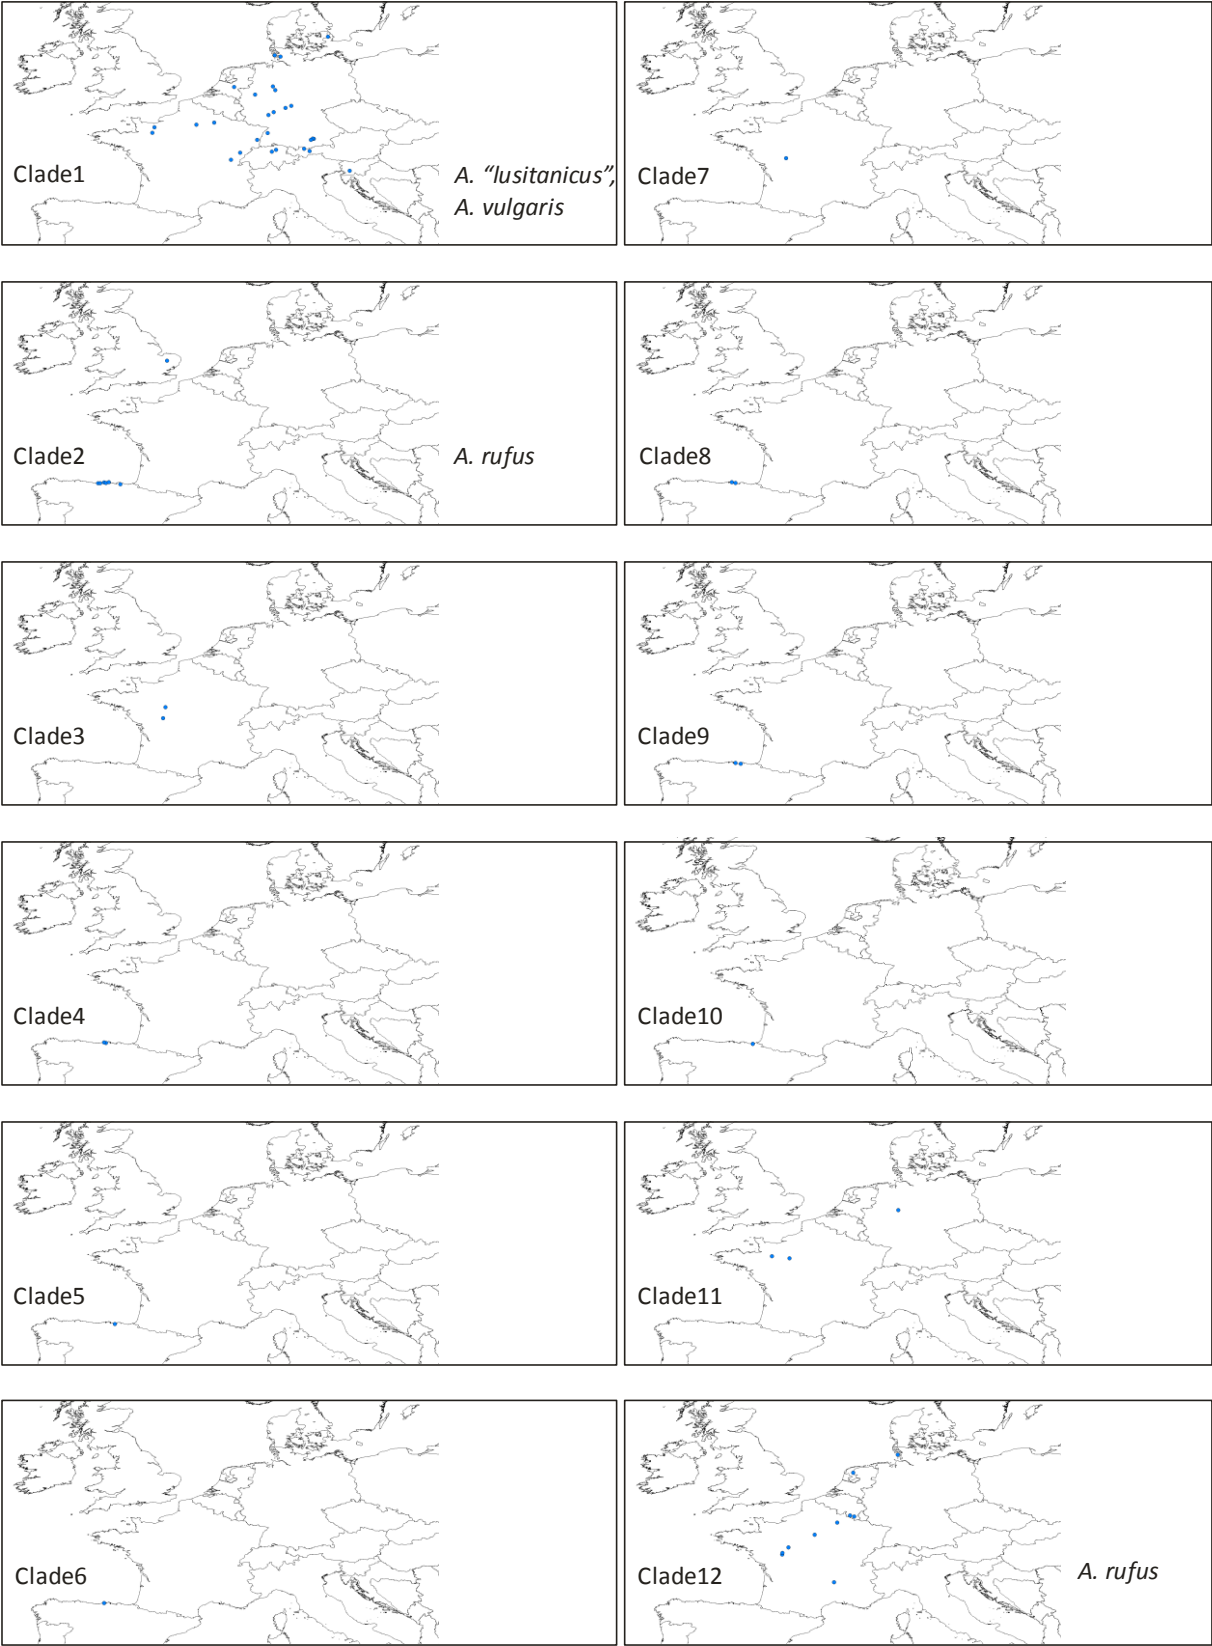 Clade1
A. “lusitanicus”,
A. vulgaris
Clade7
Clade2
A. rufus
Clade8
Clade3
Clade9
Clade4
Clade10
Clade5
Clade11
Clade6
Clade12
A. rufus